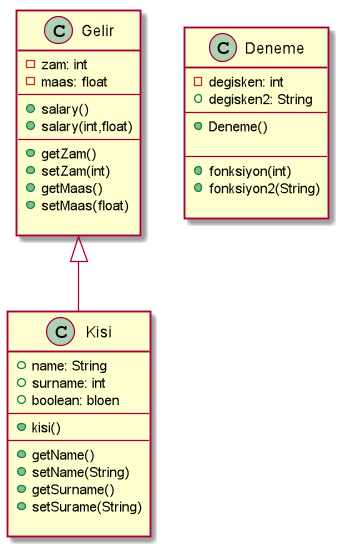 C Gelir
zam: int
maas: float
salary()
salary(int,float)
getZam()
setZam(int)
getMaas()
setMaas(float)
C Deneme
degisken: int
degisken2: String
Deneme()
fonksiyon(int)
fonksiyon2(String)
C Kisi
name: String
surname: int
boolean: bloen
kisi()
getName()
setName(String)
getSurname()
setSurame(String)